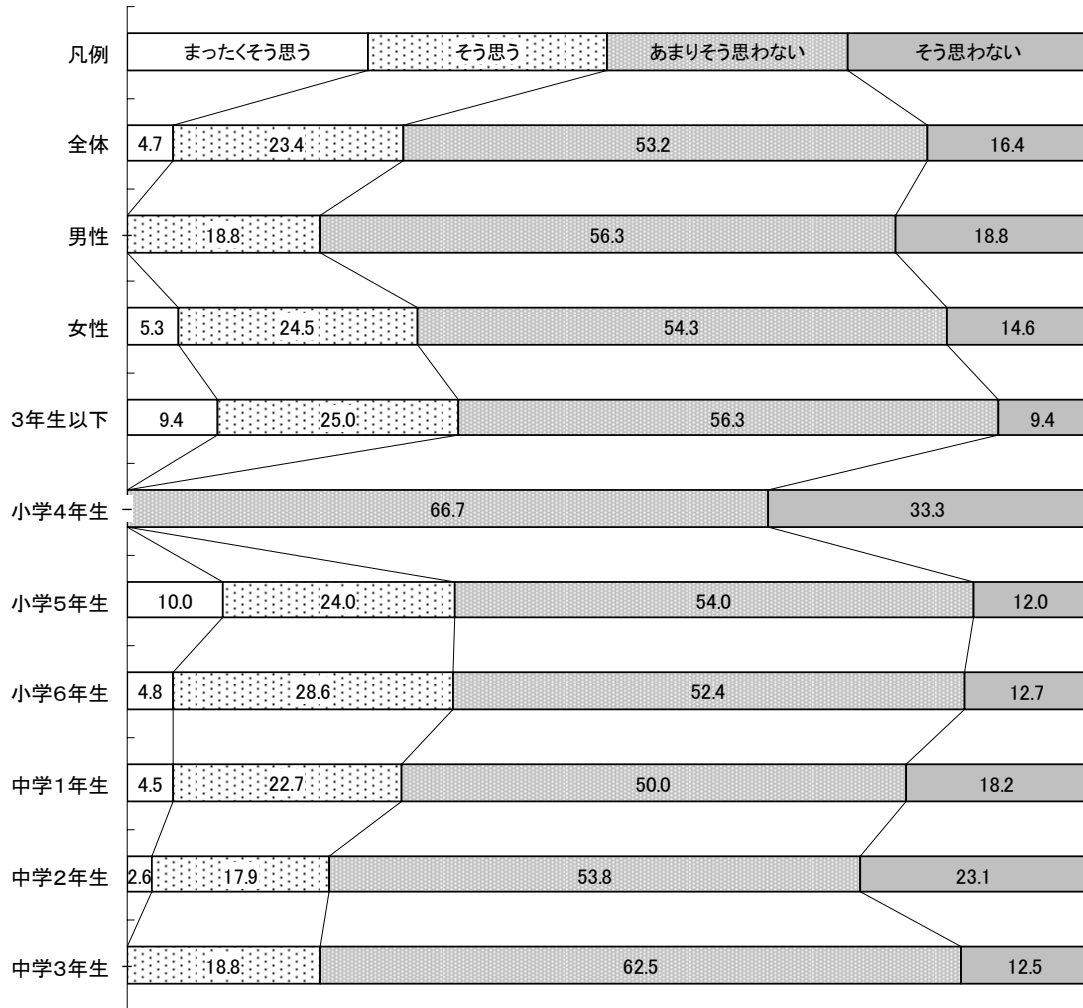 凡例 まったくそう思う そう思う あまりそう思わない そう思わない
全体 4.7 23.4 53.2 16.4
男性 18.8 56.3 18.8
女性 5.3 24.5 54.3 14.6
3年生以下 9.4 25.0 56.3 9.4
小学4年生 66.7 33.3
小学5年生 10.0 24.0 54.0 12.0
小学6年生 4.8 28.6 52.4 12.7
中学1年生 4.5 22.7 50.0 18.2
中学2年生 2.6 17.9 53.8 23.1
中学3年生 18.8 62.5 12.5